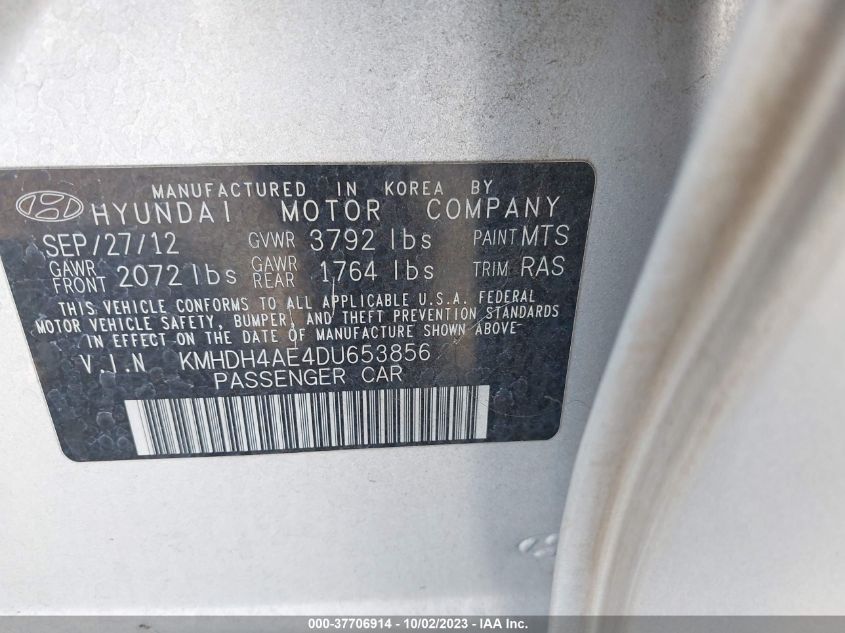 MANUFACTURED IN KOREA BY
HYUNDAI MOTOR COMPANY
SEP/27/12 GVWR 3792 lbs PAINT MTS
GAWR FRONT 2072 lbs GAWR REAR 1764 lbs TRIM RAS
THIS VEHICLE CONFORMS TO ALL APPLICABLE U.S.A. FEDERAL
MOTOR VEHICLE SAFETY, BUMPER, AND THEFT PREVENTION STANDARDS
IN EFFECT ON THE DATE OF MANUFACTURE SHOWN ABOVE.
V.I.N KMHDH4AE4DU653856
PASSENGER CAR
000-37706914 - 10/02/2023 - IAA Inc.